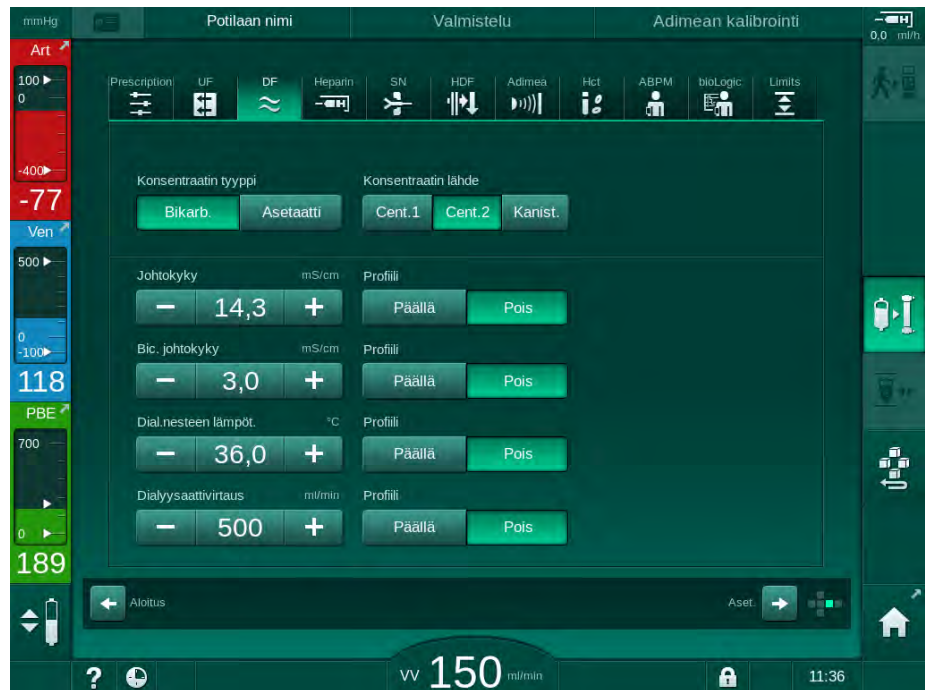 mmHg Potilaan nimi Valmistelu Adimean kalibrointi
0,0 ml/h
Art
100
0
-400
-77
Ven
500
0
-100
118
PBE
700
0
189
Prescription UF DF Heparin SN HDF Adimea Hct ABPM bioLogic Limits
Konsentraatin tyyppi Konsentraatin lähde
Bikarb. Asetaatti Cent.1 Cent.2 Kanist.
Johtokyky mS/cm Profiili
− 14,3 + Päällä Pois
Bic. johtokyky mS/cm Profiili
− 3,0 + Päällä Pois
Dial.nesteen lämpöt. °C Profiili
− 36,0 + Päällä Pois
Dialyysaattivirtaus ml/min Profiili
− 500 + Päällä Pois
Aloitus Aset.
VV 150 ml/min
? 11:36